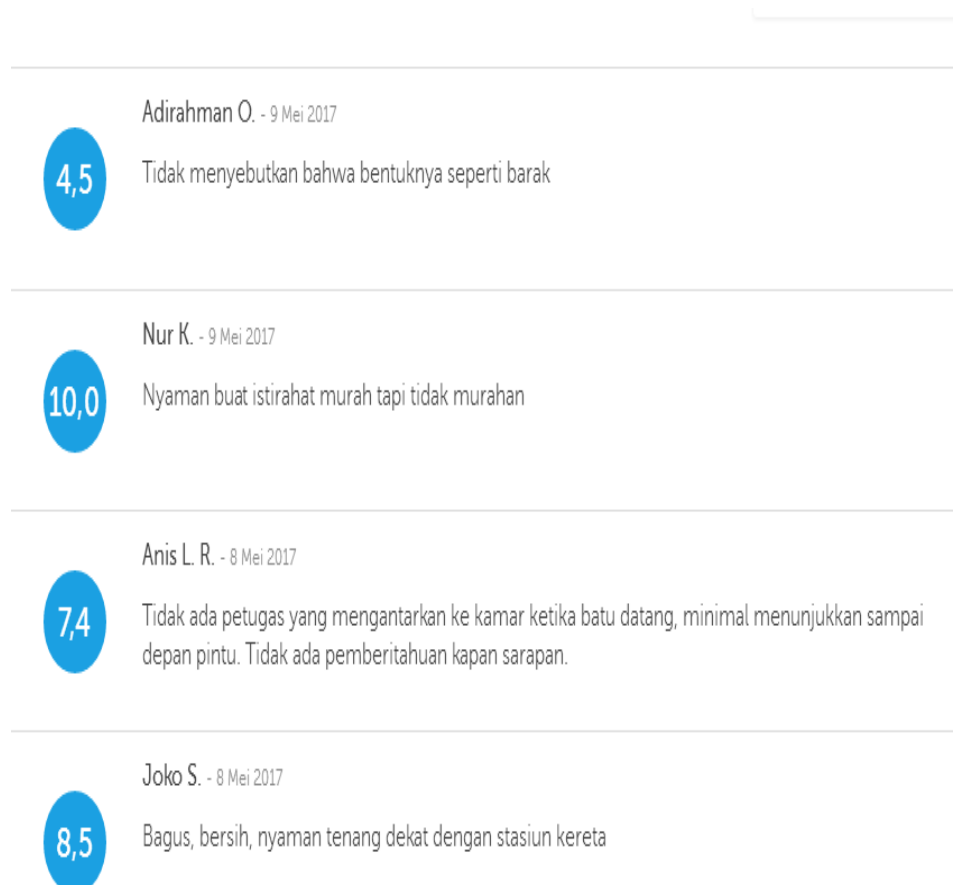 Adirahman O. - 9 Mei 2017
4,5
Tidak menyebutkan bahwa bentuknya seperti barak
Nur K. - 9 Mei 2017
10,0
Nyaman buat istirahat murah tapi tidak murahan
Anis L. R. - 8 Mei 2017
7,4
Tidak ada petugas yang mengantarkan ke kamar ketika batu datang, minimal menunjukkan sampai
depan pintu. Tidak ada pemberitahuan kapan sarapan.
Joko S. - 8 Mei 2017
8,5
Bagus, bersih, nyaman tenang dekat dengan stasiun kereta